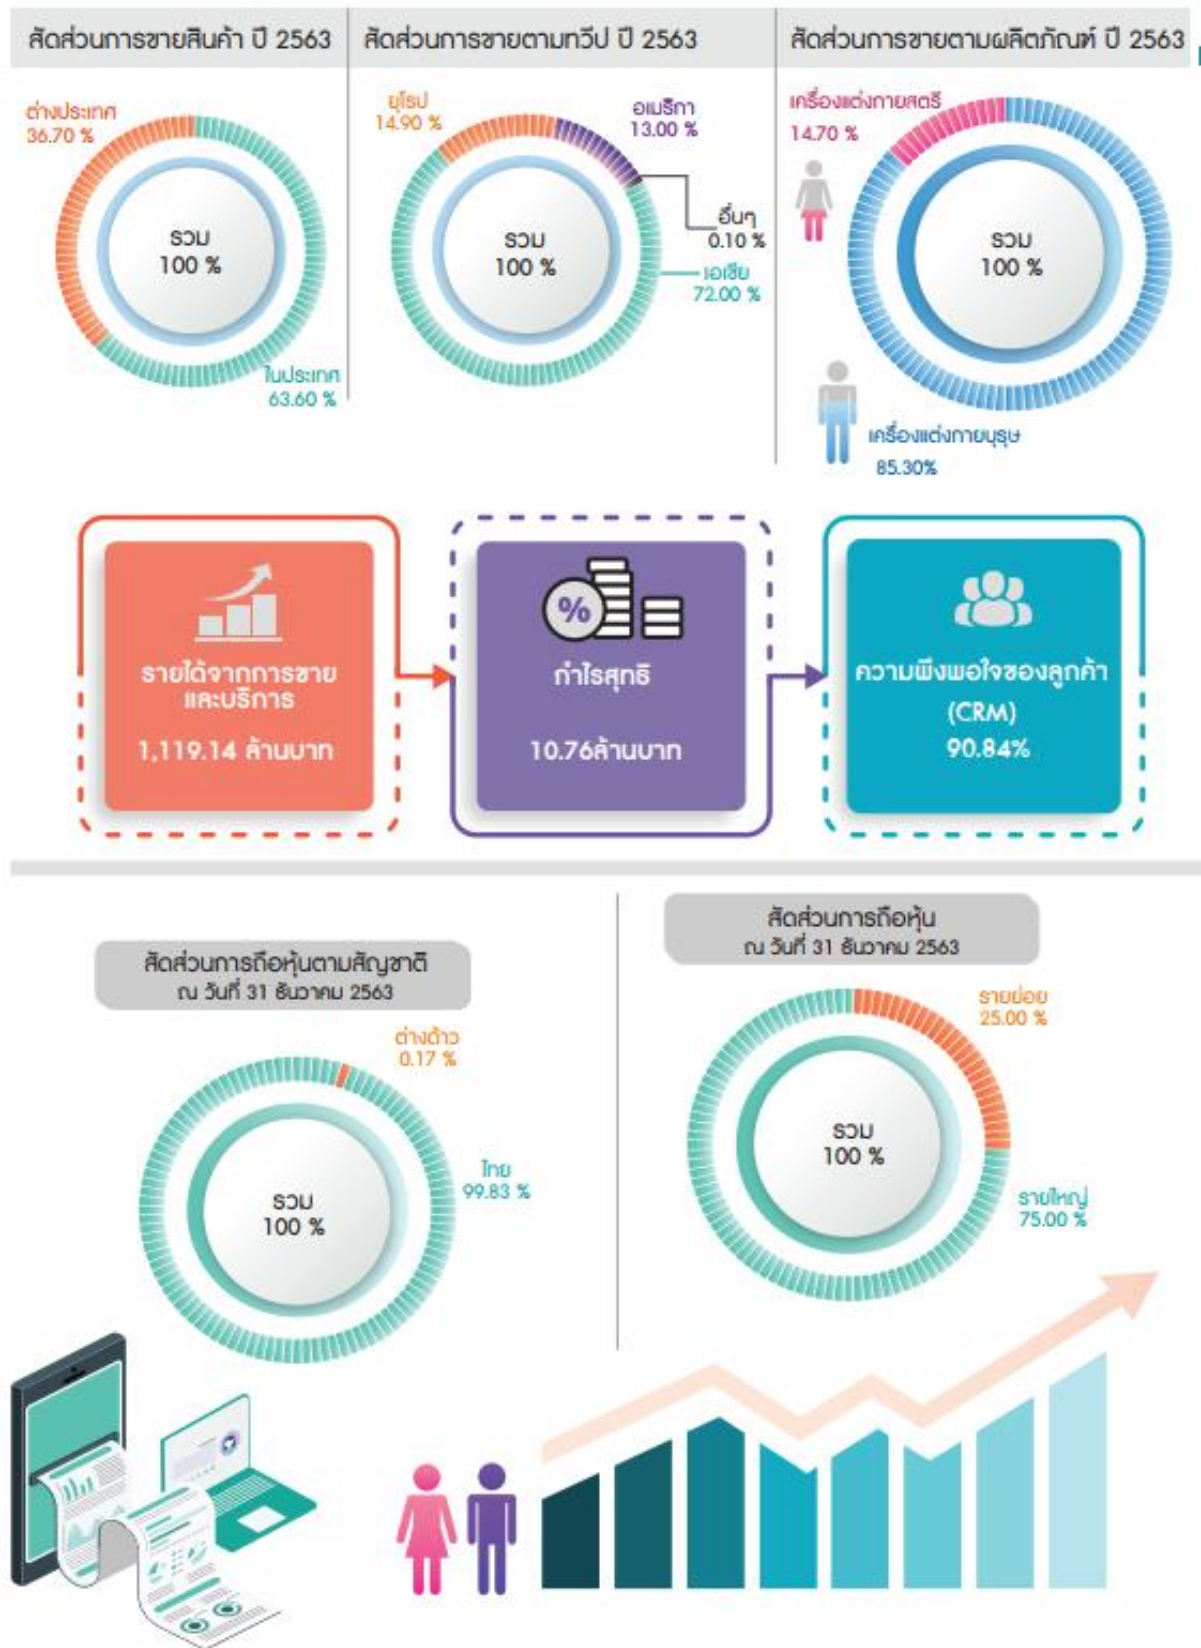 สัดส่วนการขายสินค้า ปี 2563
ต่างประเทศ
36.70 %
รวม
100 %
ในประเทศ
63.60 %
สัดส่วนการขายตามทวีป ปี 2563
ยุโรป
14.90 %
อเมริกา
13.00 %
อื่นๆ
0.10 %
เอเชีย
72.00 %
รวม
100 %
สัดส่วนการขายตามผลิตภัณฑ์ ปี 2563
เครื่องแต่งกายสตรี
14.70 %
รวม
100 %
เครื่องแต่งกายบุรุษ
85.30%
รายได้จากการขาย
และบริการ
1,119.14 ล้านบาท
%
กำไรสุทธิ
10.76ล้านบาท
ความพึงพอใจของลูกค้า
(CRM)
90.84%
สัดส่วนการถือหุ้นตามสัญชาติ
ณ วันที่ 31 ธันวาคม 2563
ต่างด้าว
0.17 %
ไทย
99.83 %
รวม
100 %
สัดส่วนการถือหุ้น
ณ วันที่ 31 ธันวาคม 2563
รายย่อย
25.00 %
รวม
100 %
รายใหญ่
75.00 %